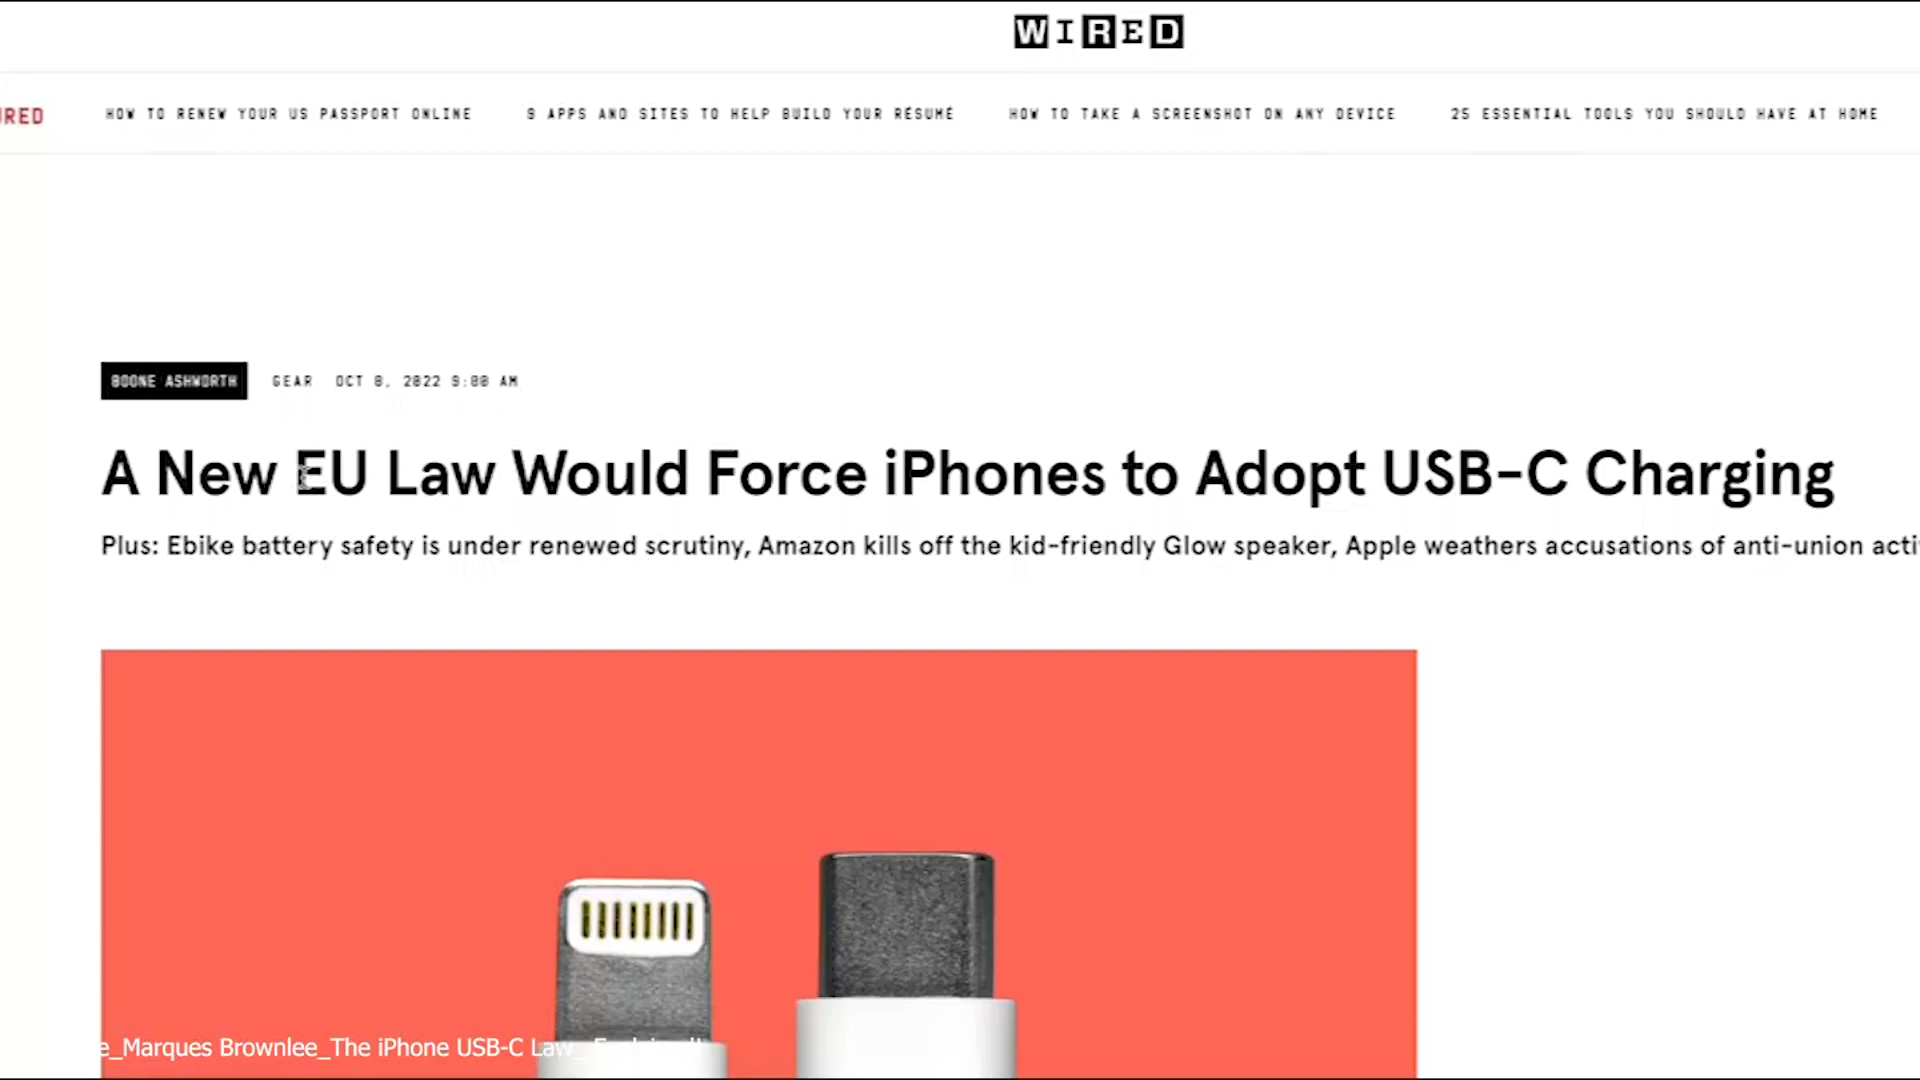 WIRED
HOW TO RENEW YOUR US PASSPORT ONLINE
9 APPS AND SITES TO HELP BUILD YOUR RÉSUMÉ
HOW TO TAKE A SCREENSHOT ON ANY DEVICE
25 ESSENTIAL TOOLS YOU SHOULD HAVE AT HOME
BOONE ASHWORTH GEAR OCT 8, 2022 9:00 AM
A New EU Law Would Force iPhones to Adopt USB-C Charging
Plus: Ebike battery safety is under renewed scrutiny, Amazon kills off the kid-friendly Glow speaker, Apple weathers accusations of anti-union
e_Marques Brownlee_The iPhone USB-C Law_